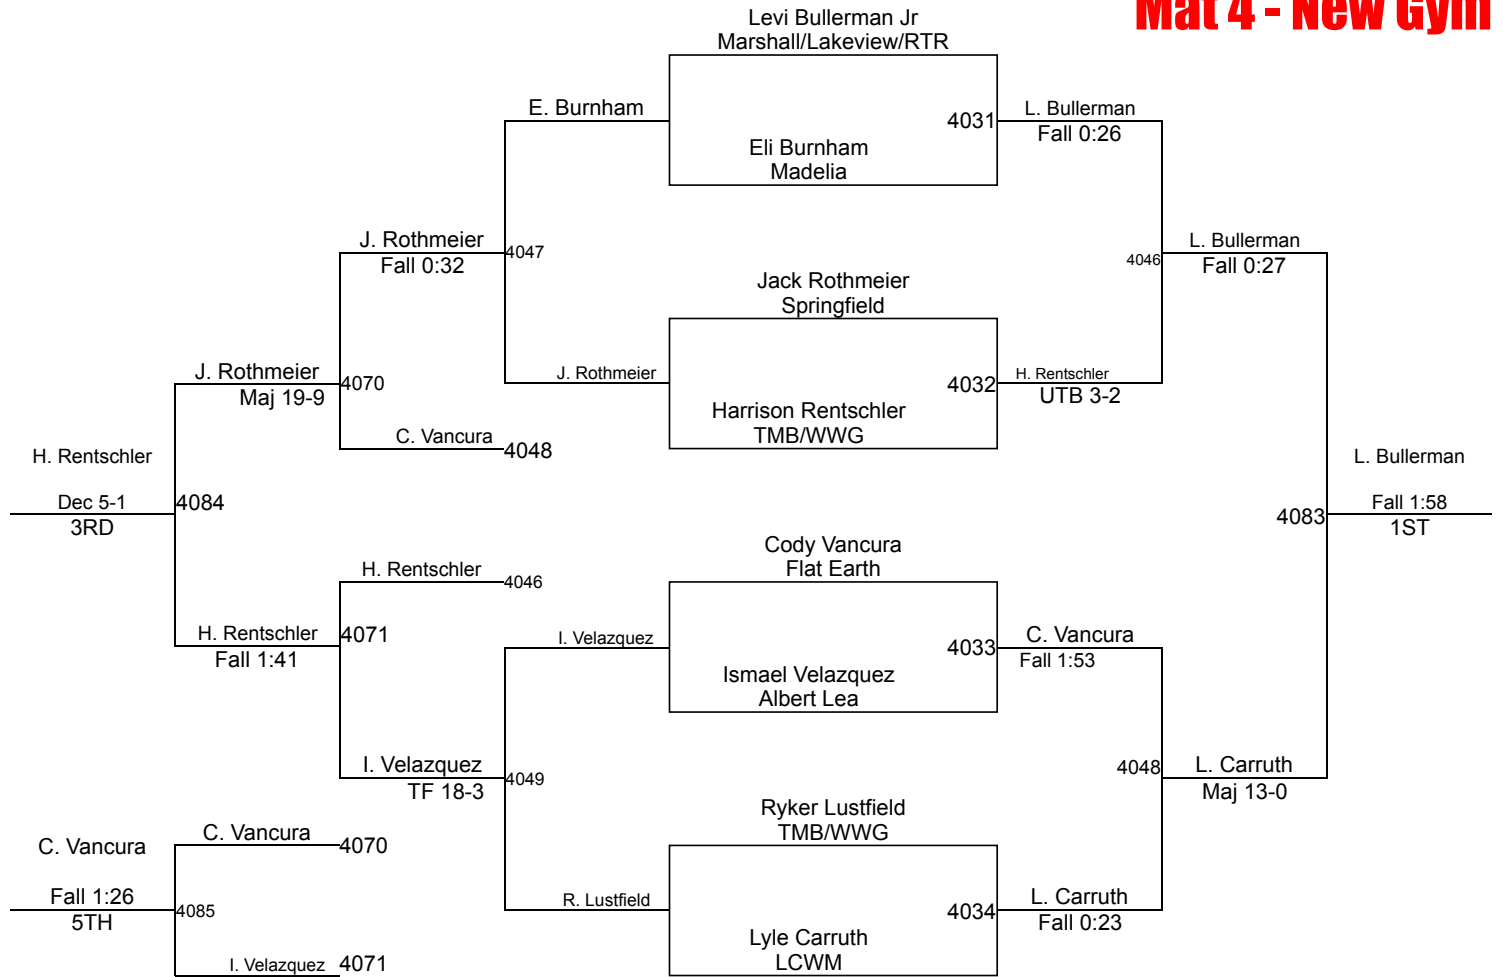 Mat 4 - New Gym
Levi Bullerman Jr
Marshall/Lakeview/RTR
E. Burnham
4031
L. Bullerman
Fall 0:26
Eli Burnham
Madelia
J. Rothmeier
Fall 0:32
4047
4046
L. Bullerman
Fall 0:27
Jack Rothmeier
Springfield
J. Rothmeier
Maj 19-9
4070
J. Rothmeier
4032
H. Rentschler
UTB 3-2
Harrison Rentschler
TMB/WWG
C. Vancura
4048
H. Rentschler
Dec 5-1
3RD
4084
L. Bullerman
Fall 1:58
1ST
4083
Cody Vancura
Flat Earth
H. Rentschler
4046
H. Rentschler
Fall 1:41
4071
I. Velazquez
4033
C. Vancura
Fall 1:53
Ismael Velazquez
Albert Lea
I. Velazquez
TF 18-3
4049
4048
L. Carruth
Maj 13-0
Ryker Lustfield
TMB/WWG
C. Vancura
4070
C. Vancura
Fall 1:26
5TH
4085
R. Lustfield
4034
L. Carruth
Fall 0:23
Lyle Carruth
LCWM
I. Velazquez
4071